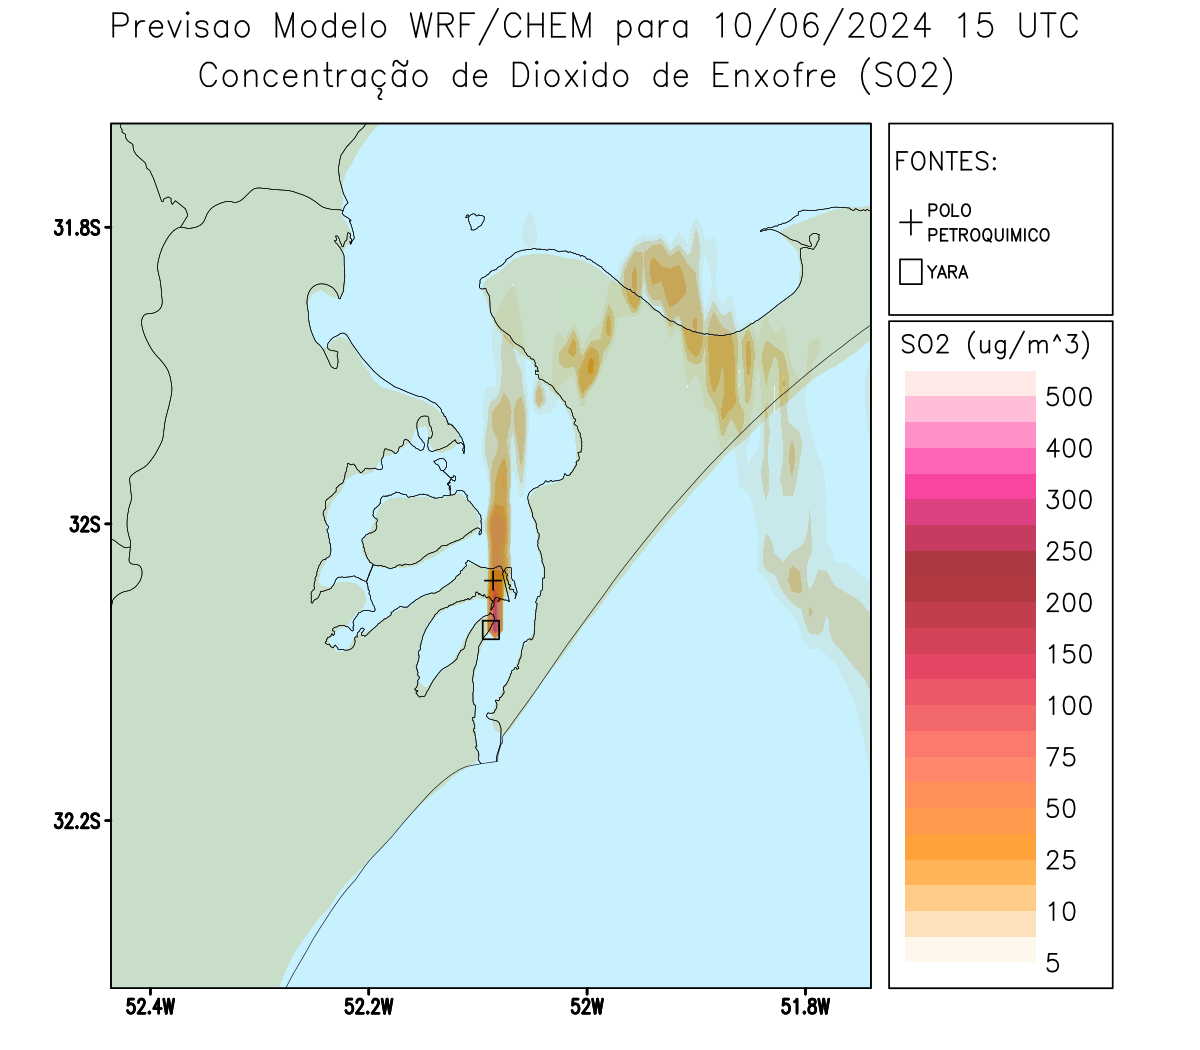 Previsao Modelo WRF/CHEM para 10/06/2024 15 UTC
Concentração de Dioxido de Enxofre (SO2)
FONTES:
POLO
PETROQUIMICO
YARA
SO2 (ug/m^3)
500
400
300
250
200
150
100
75
50
25
10
5
31.8S
32S
32.2S
52.4W
52.2W
52W
51.8W